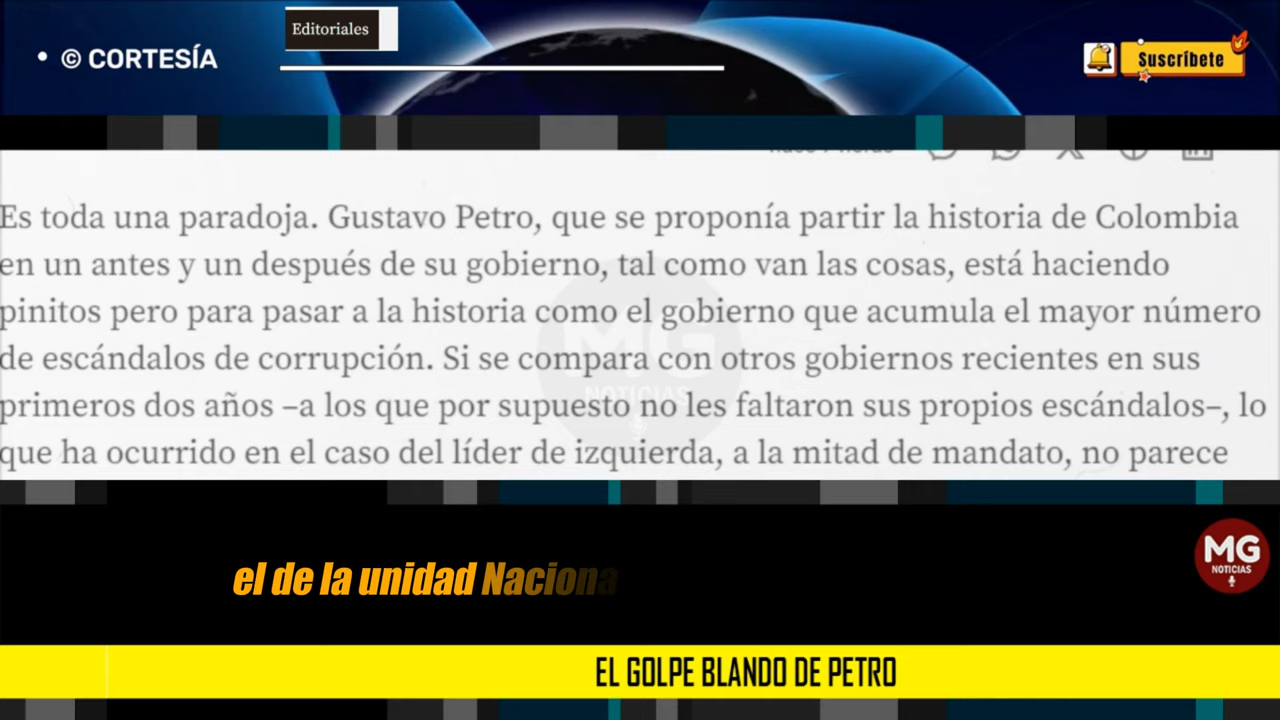 Editoriales
• © CORTESÍA
Suscríbete
Es toda una paradoja. Gustavo Petro, que se proponía partir la historia de Colombia
en un antes y un después de su gobierno, tal como van las cosas, está haciendo
pinitos pero para pasar a la historia como el gobierno que acumula el mayor número
de escándalos de corrupción. Si se compara con otros gobiernos recientes en sus
primeros dos años –a los que por supuesto no les faltaron sus propios escándalos–, lo
que ha ocurrido en el caso del líder de izquierda, a la mitad de mandato, no parece
MG
NOTICIAS
el de la unidad Naciona
MG
NOTICIAS
EL GOLPE BLANDO DE PETRO